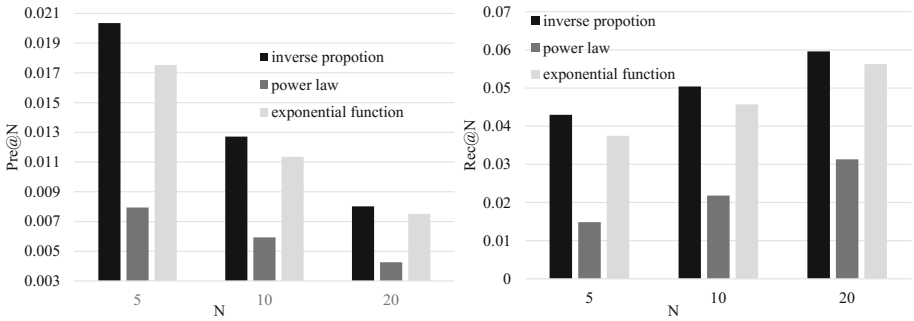 0.021
0.019
0.017
0.015
0.013
0.011
0.009
0.007
0.005
0.003
Pre@N
inverse propotion
power law
exponential function
5 10 20
N
0.07
0.06
0.05
0.04
0.03
0.02
0.01
0
Rec@N
inverse propotion
power law
exponential function
5 10 20
N